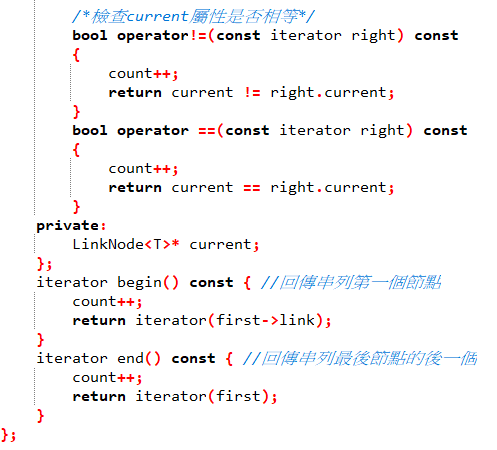 /*檢查current屬性是否相等*/
bool operator!=(const iterator right) const
{
count++;
return current != right.current;
}
bool operator ==(const iterator right) const
{
count++;
return current == right.current;
}
private:
LinkNode<T>* current;
};
iterator begin() const { //回傳串列第一個節點
count++;
return iterator(first->link);
}
iterator end() const { //回傳串列最後節點的後一個
count++;
return iterator(first);
}
};